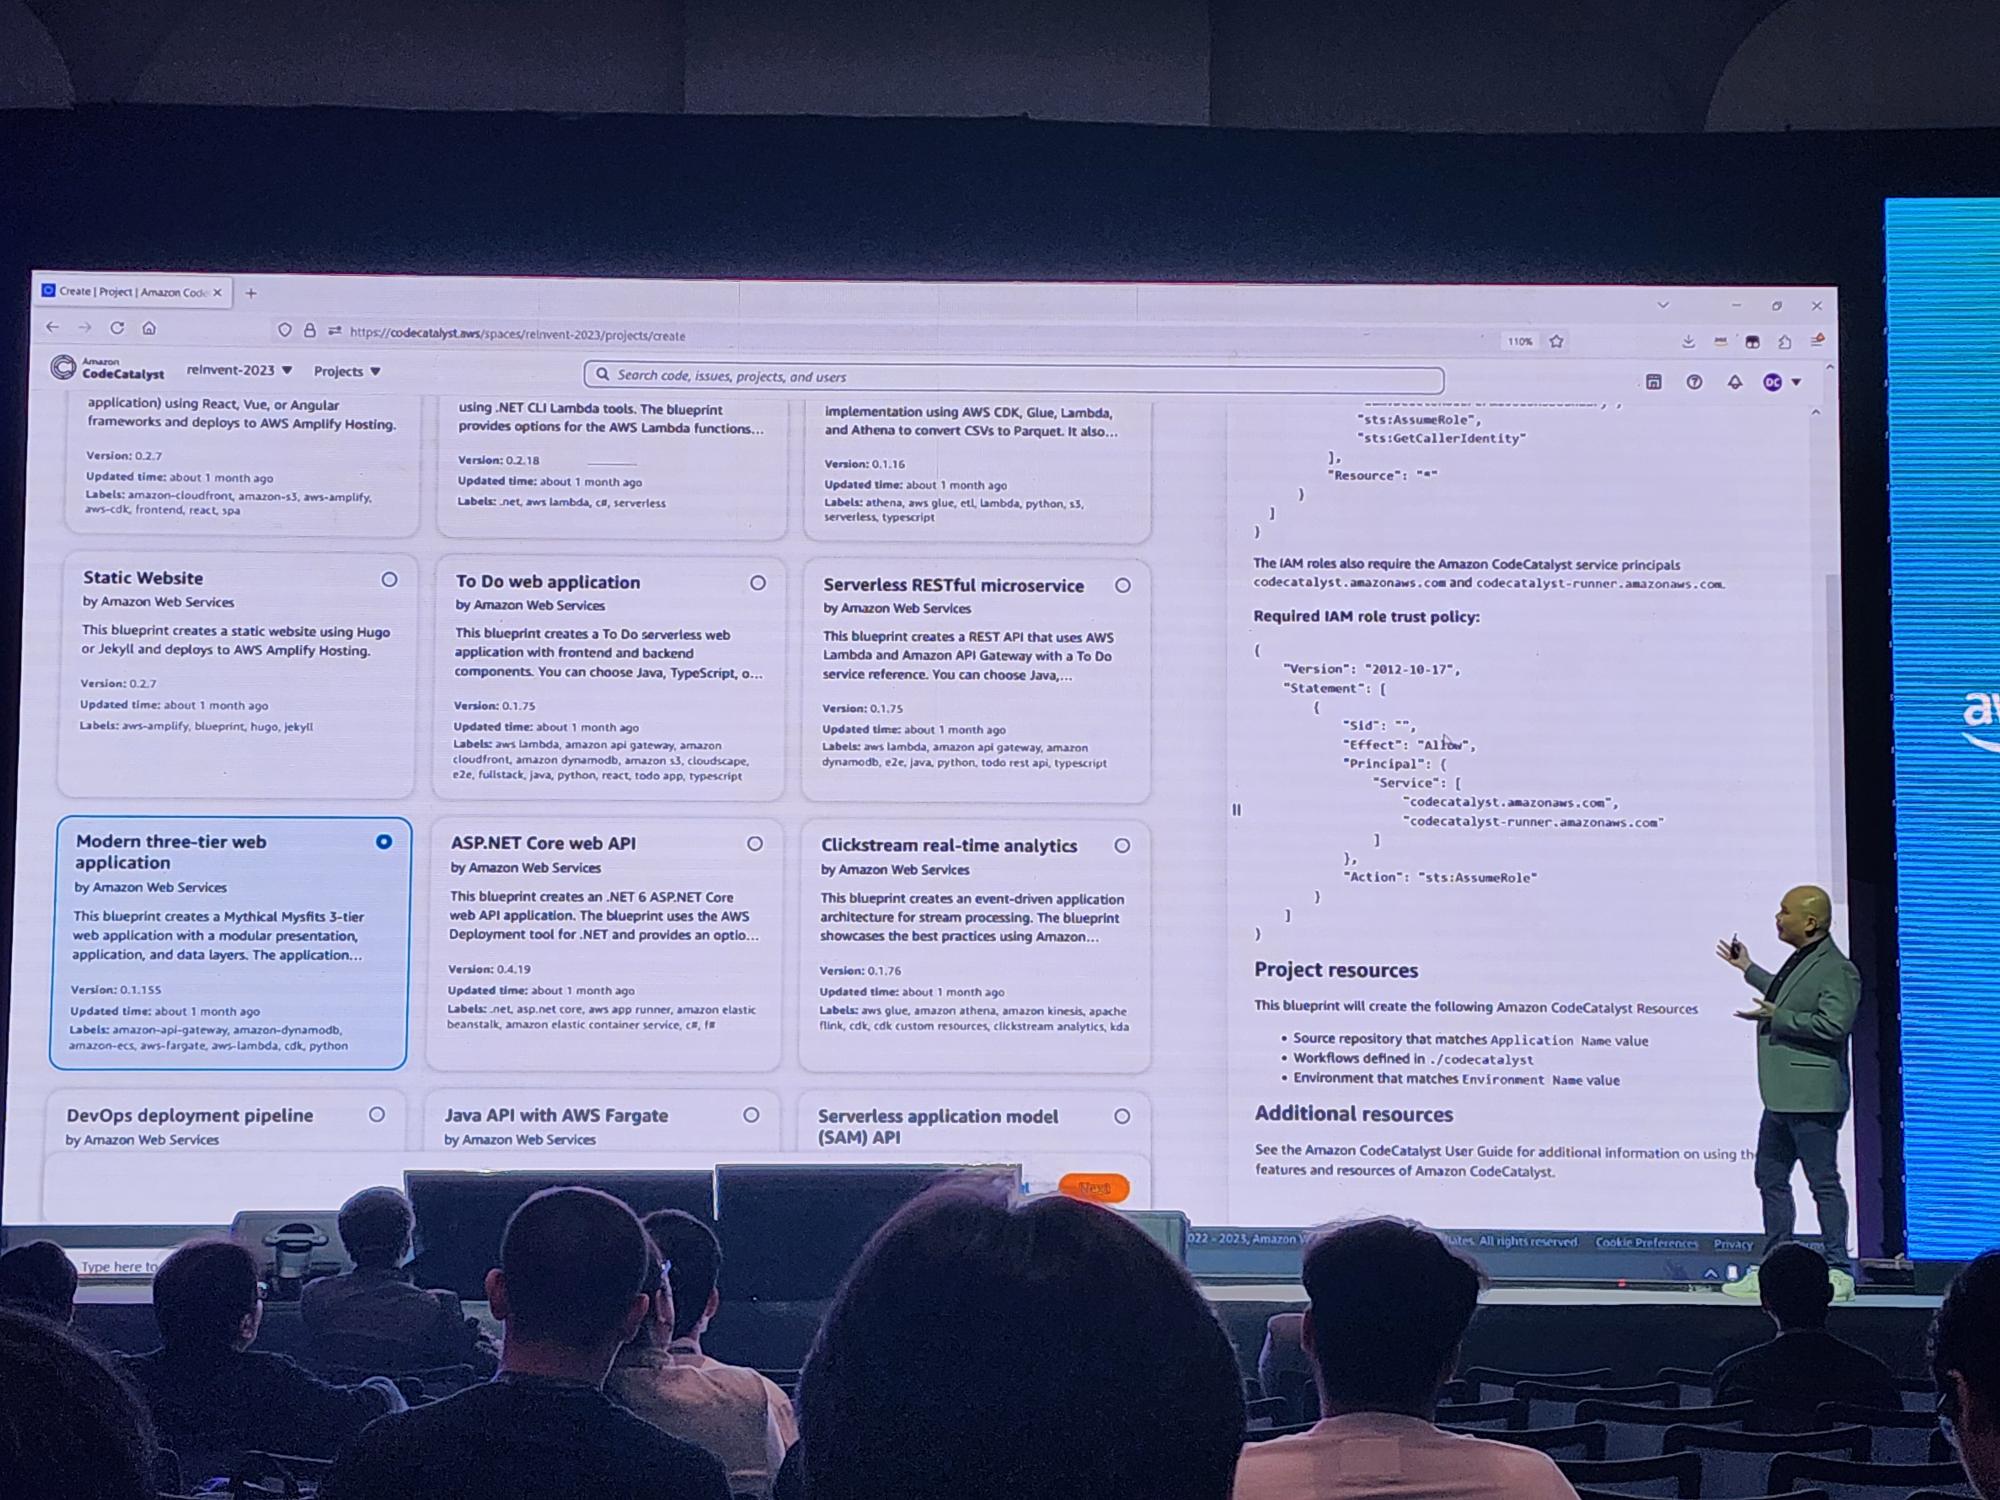 Create | Project | Amazon Code
https://codecatalyst.aws/spaces/reinvent-2023/projects/create
110%
Amazon
CodeCatalyst
reInvent-2023
Projects
Search code, issues, projects, and users
DC
application) using React, Vue, or Angular
frameworks and deploys to AWS Amplify Hosting.
Version: 0.2.7
Updated time: about 1 month ago
Labels: amazon-cloudfront, amazon-s3, aws-amplify,
aws-cdk, frontend, react, spa
using .NET CLI Lambda tools. The blueprint
provides options for the AWS Lambda functions...
Version: 0.2.18
Updated time: about 1 month ago
Labels: .net, aws lambda, c#, serverless
implementation using AWS CDK, Glue, Lambda,
and Athena to convert CSVs to Parquet. It also...
Version: 0.1.16
Updated time: about 1 month ago
Labels: athena, aws glue, etl, lambda, python, s3,
serverless, typescript
Static Website
by Amazon Web Services
This blueprint creates a static website using Hugo
or Jekyll and deploys to AWS Amplify Hosting.
Version: 0.2.7
Updated time: about 1 month ago
Labels: aws-amplify, blueprint, hugo, jekyll
To Do web application
by Amazon Web Services
This blueprint creates a To Do serverless web
application with frontend and backend
components. You can choose Java, TypeScript, o...
Version: 0.1.75
Updated time: about 1 month ago
Labels: aws lambda, amazon api gateway, amazon
cloudfront, amazon dynamodb, amazon s3, cloudscape,
e2e, fullstack, java, python, react, todo app, typescript
Serverless RESTful microservice
by Amazon Web Services
This blueprint creates a REST API that uses AWS
Lambda and Amazon API Gateway with a To Do
service reference. You can choose Java,...
Version: 0.1.75
Updated time: about 1 month ago
Labels: aws lambda, amazon api gateway, amazon
dynamodb, e2e, java, python, todo rest api, typescript
Modern three-tier web
application
by Amazon Web Services
This blueprint creates a Mythical Mysfits 3-tier
web application with a modular presentation,
application, and data layers. The application...
Version: 0.1.155
Updated time: about 1 month ago
Labels: amazon-api-gateway, amazon-dynamodb,
amazon-ecs, aws-fargate, aws-lambda, cdk, python
ASP.NET Core web API
by Amazon Web Services
This blueprint creates an .NET 6 ASP.NET Core
web API application. The blueprint uses the AWS
Deployment tool for .NET and provides an optio...
Version: 0.4.19
Updated time: about 1 month ago
Labels: .net, asp.net core, aws app runner, amazon elastic
beanstalk, amazon elastic container service, c#, f#
Clickstream real-time analytics
by Amazon Web Services
This blueprint creates an event-driven application
architecture for stream processing. The blueprint
showcases the best practices using Amazon...
Version: 0.1.76
Updated time: about 1 month ago
Labels: aws glue, amazon athena, amazon kinesis, apache
flink, cdk, cdk custom resources, clickstream analytics, kda
DevOps deployment pipeline
by Amazon Web Services
Java API with AWS Fargate
by Amazon Web Services
Serverless application model
(SAM) API
Next
"sts:AssumeRole",
"sts:GetCallerIdentity"
],
"Resource": "*"
}
]
}
The IAM roles also require the Amazon CodeCatalyst service principals
codecatalyst.amazonaws.com and codecatalyst-runner.amazonaws.com.
Required IAM role trust policy:
{
"Version": "2012-10-17",
"Statement": [
{
"Sid": "",
"Effect": "Allow",
"Principal": {
"Service": [
"codecatalyst.amazonaws.com",
"codecatalyst-runner.amazonaws.com"
]
},
"Action": "sts:AssumeRole"
}
]
}
Project resources
This blueprint will create the following Amazon CodeCatalyst Resources
• Source repository that matches Application Name value
• Workflows defined in ./codecatalyst
• Environment that matches Environment Name value
Additional resources
See the Amazon CodeCatalyst User Guide for additional information on using th
features and resources of Amazon CodeCatalyst.
022 - 2023, Amazon All rights reserved. Cookie Preferences Privacy
Type here to